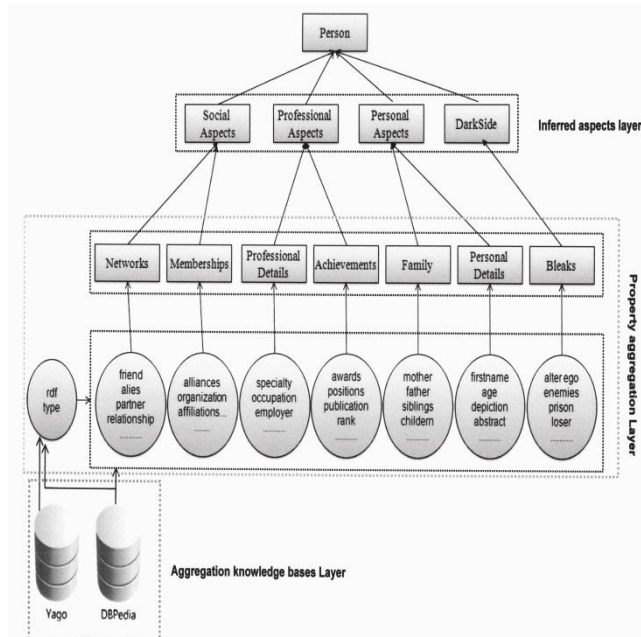 Person
Social
Aspects
Professional
Aspects
Personal
Aspects
DarkSide
Inferred aspects layer
Networks
Memberships
Professional
Details
Achievements
Family
Personal
Details
Bleaks
Property aggregation Layer
rdf
type
friend
alies
partner
relationship
...........
alliances
organization
affiliations...
......
specialty
occupation
employer
.........
awards
positions
publication
rank
..........
mother
father
siblings
childern
..........
firstname
age
depiction
abstract
..........
alter ego
enemies
prison
loser
..........
Yago
DBPedia
Aggregation knowledge bases Layer